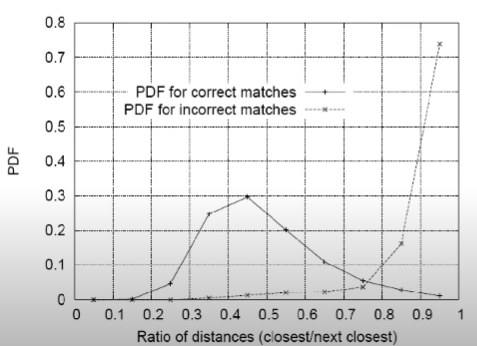 0.8
0.7
0.6
0.5
0.4
0.3
0.2
0.1
0
PDF
PDF for correct matches
PDF for incorrect matches
0 0.1 0.2 0.3 0.4 0.5 0.6 0.7 0.8 0.9 1
Ratio of distances (closest/next closest)